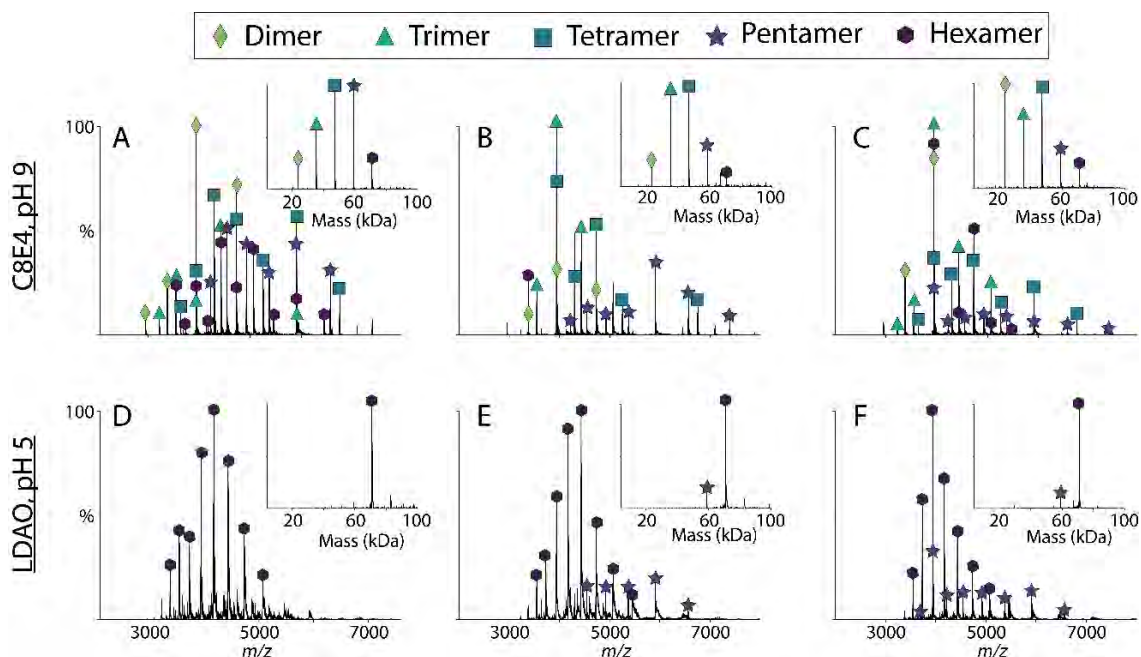 Dimer Trimer Tetramer Pentamer Hexamer
C8E4, pH 9
A
100
%
20 60 100
Mass (kDa)
B
20 60 100
Mass (kDa)
C
20 60 100
Mass (kDa)
LDAO, pH 5
D
100
%
20 60 100
Mass (kDa)
3000 5000 7000
m/z
E
20 60 100
Mass (kDa)
3000 5000 7000
m/z
F
20 60 100
Mass (kDa)
3000 5000 7000
m/z